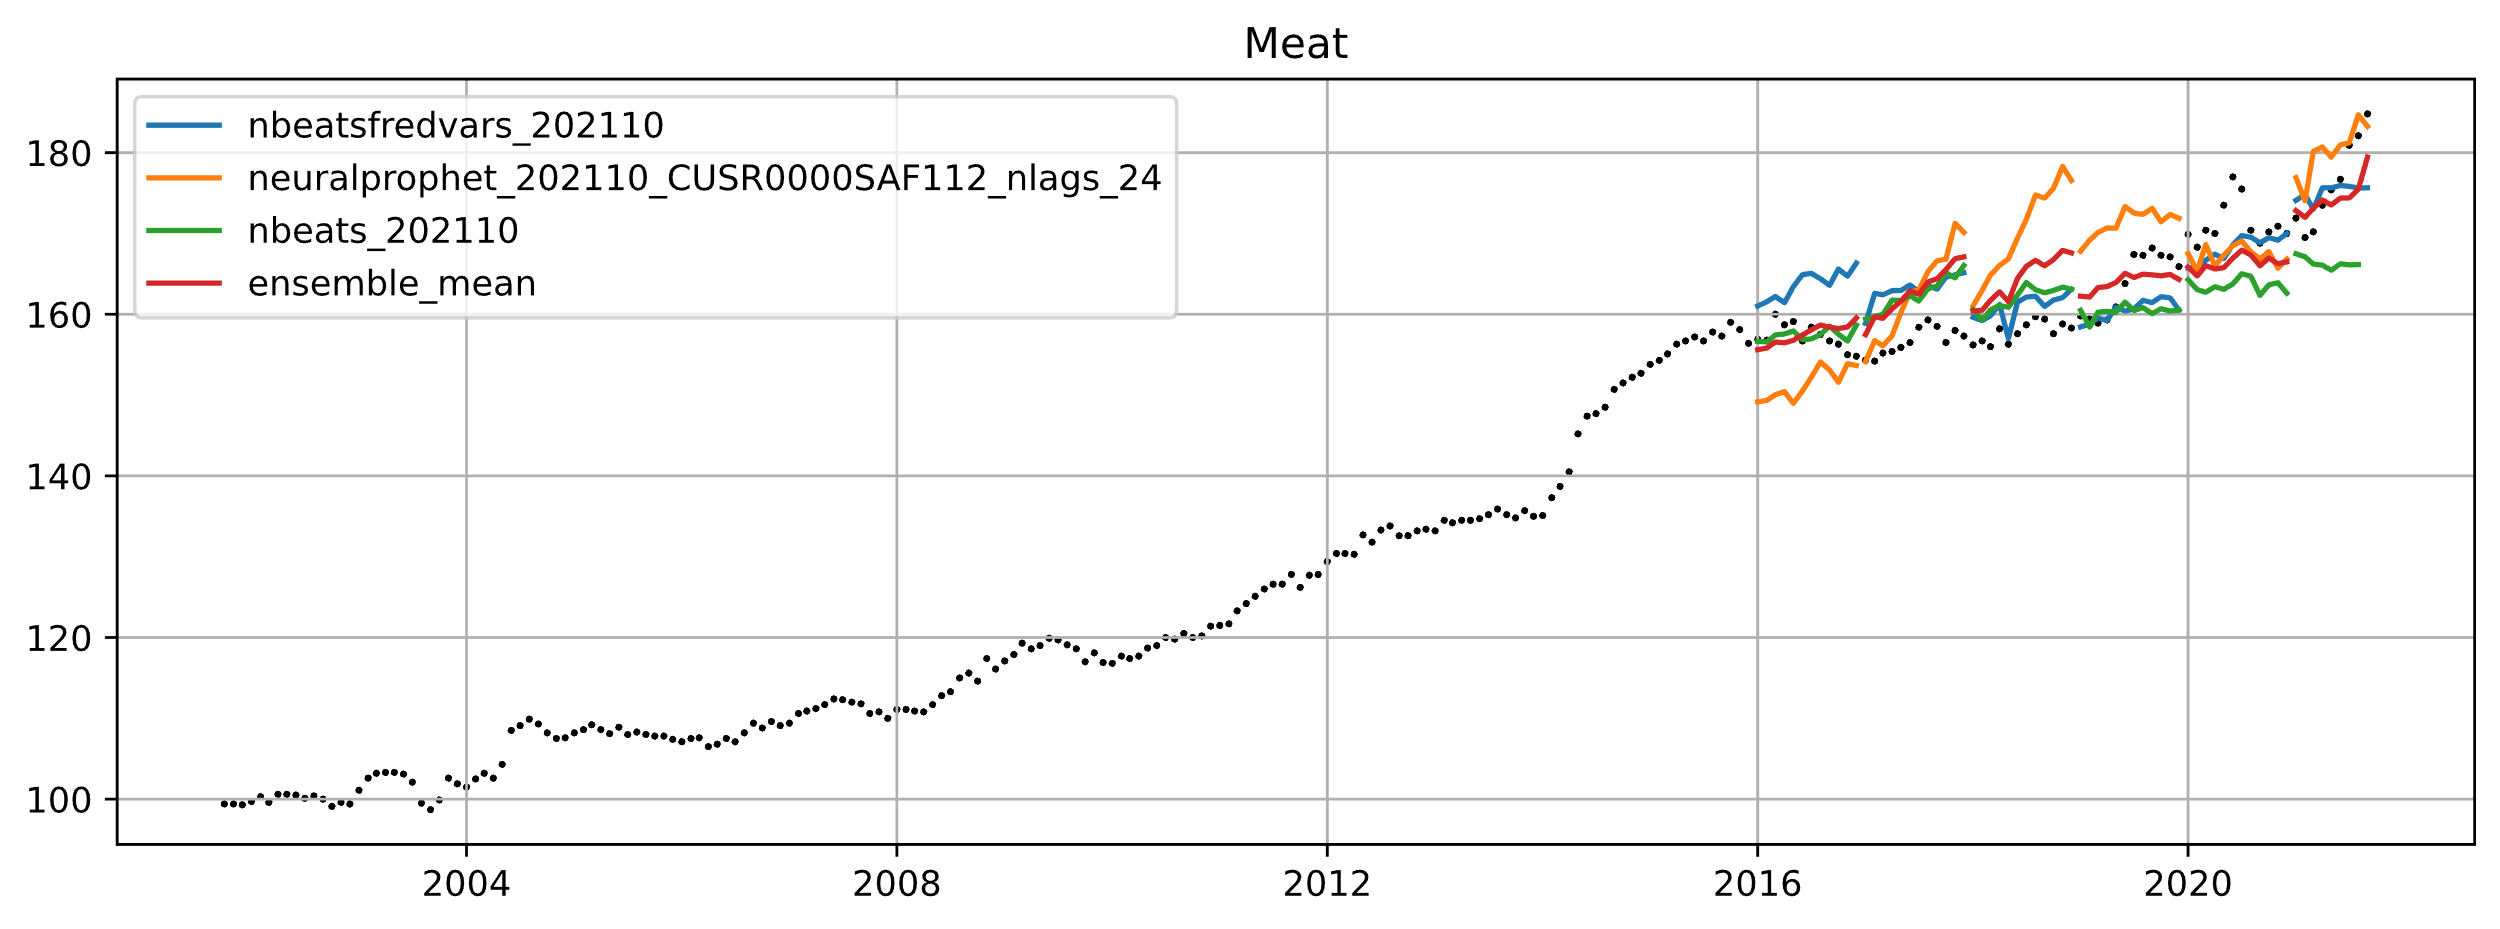 Meat
nbeatsfredvars_202110
neuralprophet_202110_CUSR0000SAF112_nlags_24
nbeats_202110
ensemble_mean
180
160
140
120
100
2004
2008
2012
2016
2020